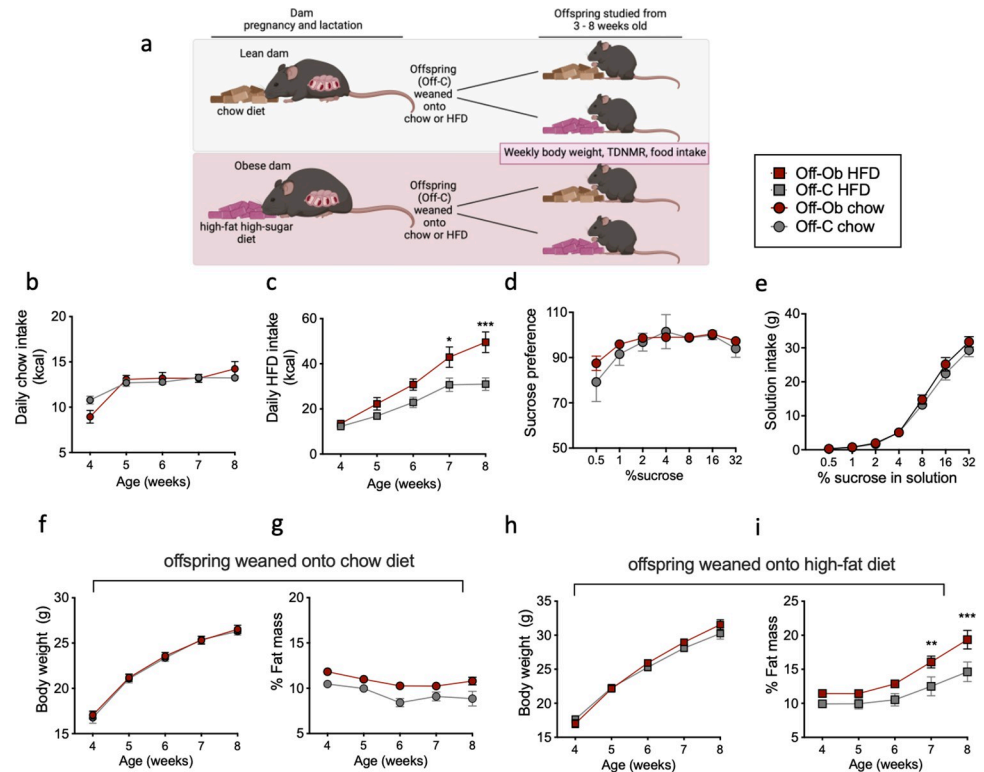 Dam
pregnancy and lactation
Offspring studied from
3 - 8 weeks old
a
Lean dam
chow diet
Offspring
(Off-C)
weaned
onto
chow or HFD
Weekly body weight, TDNMR, food intake
Obese dam
high-fat high-sugar
diet
Offspring
(Off-C)
weaned
onto
chow or HFD
Off-Ob HFD
Off-C HFD
Off-Ob chow
Off-C chow
b
Daily chow intake
(kcal)
20
15
10
5
4 5 6 7 8
Age (weeks)
c
Daily HFD intake
(kcal)
60
40
20
0
* ***
4 5 6 7 8
Age (weeks)
d
Sucrose preference
110
90
70
50
0.5 1 2 4 8 16 32
%sucrose
e
Solution intake (g)
40
30
20
10
0
0.5 1 2 4 8 16 32
% sucrose in solution
f
offspring weaned onto chow diet
Body weight (g)
30
25
20
15
4 5 6 7 8
Age (weeks)
g
% Fat mass
20
15
10
5
4 5 6 7 8
Age (weeks)
h
offspring weaned onto high-fat diet
Body weight (g)
35
30
25
20
15
4 5 6 7 8
Age (weeks)
i
% Fat mass
25
20
15
10
5
** ***
4 5 6 7 8
Age (weeks)